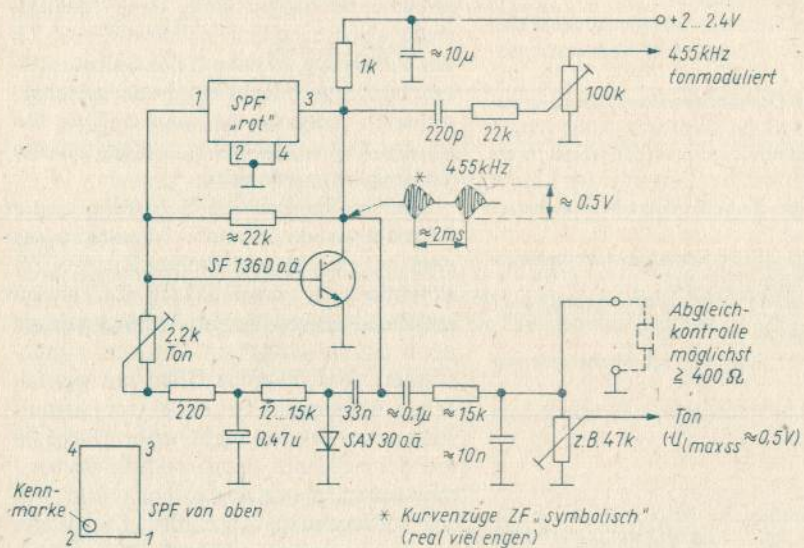 +2...2.4V
≈10µ
1k
455kHz
tonmoduliert
1
SPF
3
„rot“
2
4
220p
22k
100k
*
455kHz
≈ 0.5V
≈2ms
≈22k
SF 136D o.ä.
2.2k
Ton
Abgleich-
kontrolle
möglichst
≥ 400 Ω
220
12...15k
33n
≈0.1µ
≈15k
0,47u
SAY 30 o.ä.
≈10n
z.B. 47k
Ton
(-U(maxss ≈0.5V)
4
3
Kenn-
marke
2
1
SPF von oben
* Kurvenzüge ZF „symbolisch“
(real viel enger)